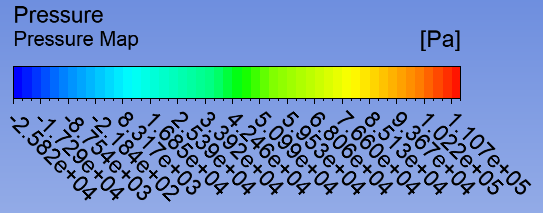 Pressure
Pressure Map
[Pa]
-2.582e+04
-1.729e+04
-8.754e+03
-2.184e+02
8.317e+03
1.685e+04
2.539e+04
3.392e+04
4.246e+04
5.099e+04
5.953e+04
6.806e+04
7.660e+04
8.513e+04
9.367e+04
1.022e+05
1.107e+05